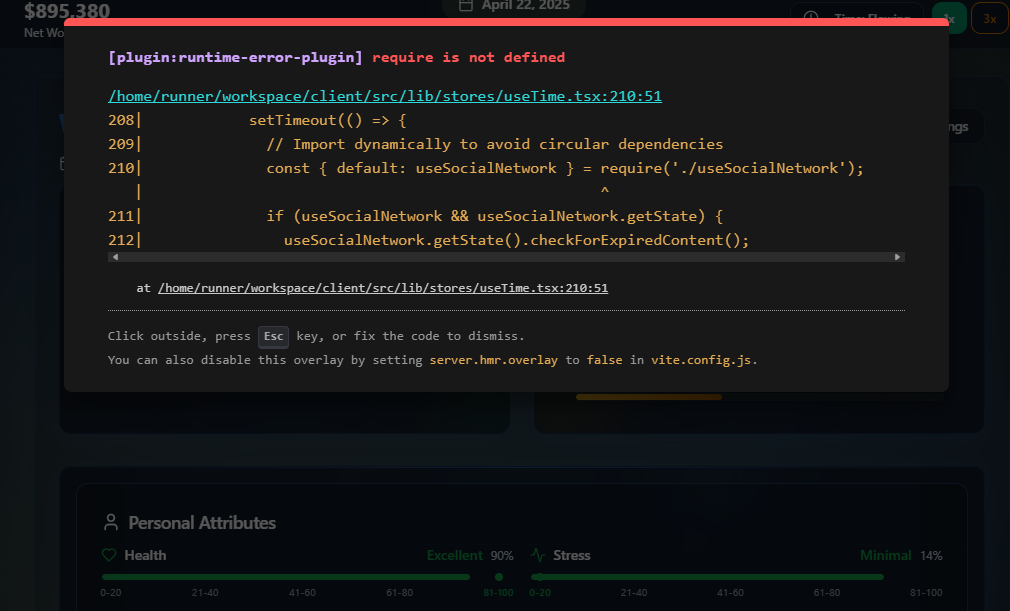 $895,380
April 22, 2025
Net Wo
Time: Flowing
3x
[plugin:runtime-error-plugin] require is not defined
/home/runner/workspace/client/src/lib/stores/useTime.tsx:210:51
208|            setTimeout(() => {
209|              // Import dynamically to avoid circular dependencies
210|              const { default: useSocialNetwork } = require('./useSocialNetwork');
|                                                    ^
211|              if (useSocialNetwork && useSocialNetwork.getState) {
212|                useSocialNetwork.getState().checkForExpiredContent();
at /home/runner/workspace/client/src/lib/stores/useTime.tsx:210:51
Click outside, press Esc key, or fix the code to dismiss.
You can also disable this overlay by setting server.hmr.overlay to false in vite.config.js.
ngs
Personal Attributes
Health Excellent 90% Stress Minimal 14%
0-20 21-40 41-60 61-80 81-100 0-20 21-40 41-60 61-80 81-100